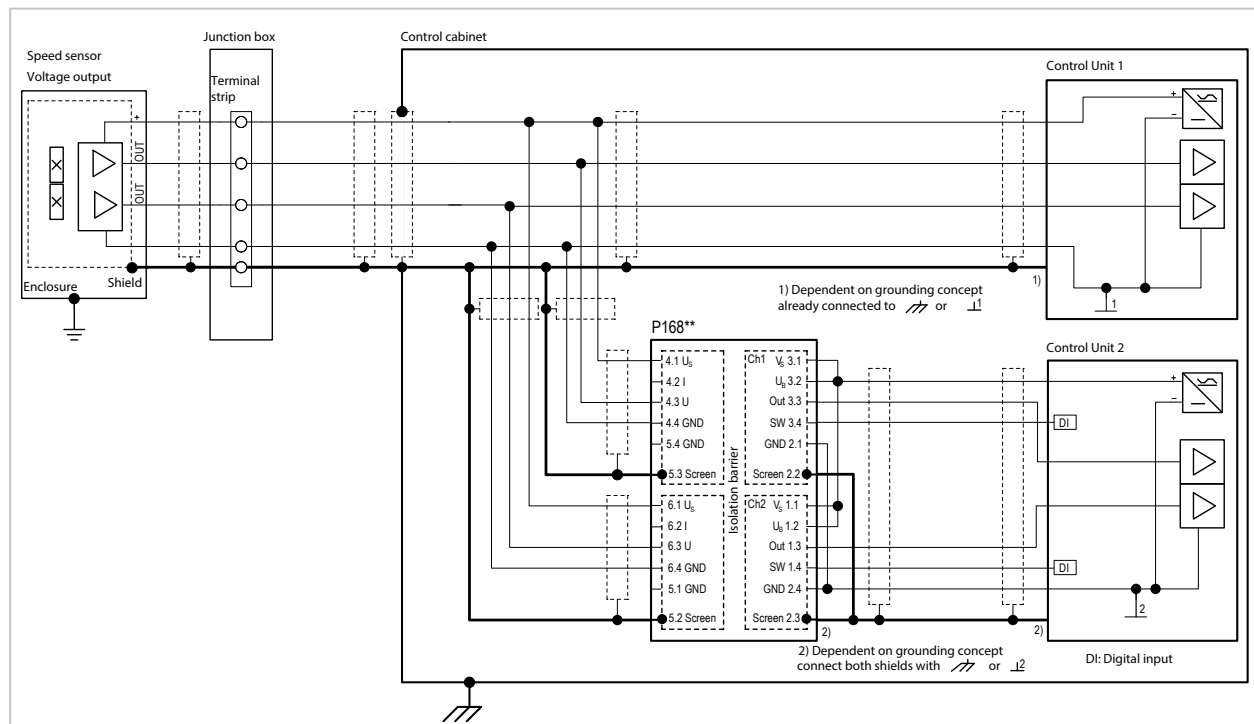 Speed sensor
Voltage output
Junction box
Terminal
strip
Control cabinet
Control Unit 1
+
OUT
OUT
Enclosure
Shield
+
–
1
1)
1) Dependent on grounding concept
already connected to or 1
P168**
4.1 US
4.2 I
4.3 U
4.4 GND
5.4 GND
5.3 Screen
6.1 US
6.2 I
6.3 U
6.4 GND
5.1 GND
5.2 Screen
Isolation barrier
Ch1 VS 3.1
UB 3.2
Out 3.3
SW 3.4
GND 2.1
Screen 2.2
Ch2 VS 1.1
UB 1.2
Out 1.3
SW 1.4
GND 2.4
Screen 2.3
2)
Control Unit 2
+
–
DI
DI
2
2)
2) Dependent on grounding concept
connect both shields with or 2
DI: Digital input